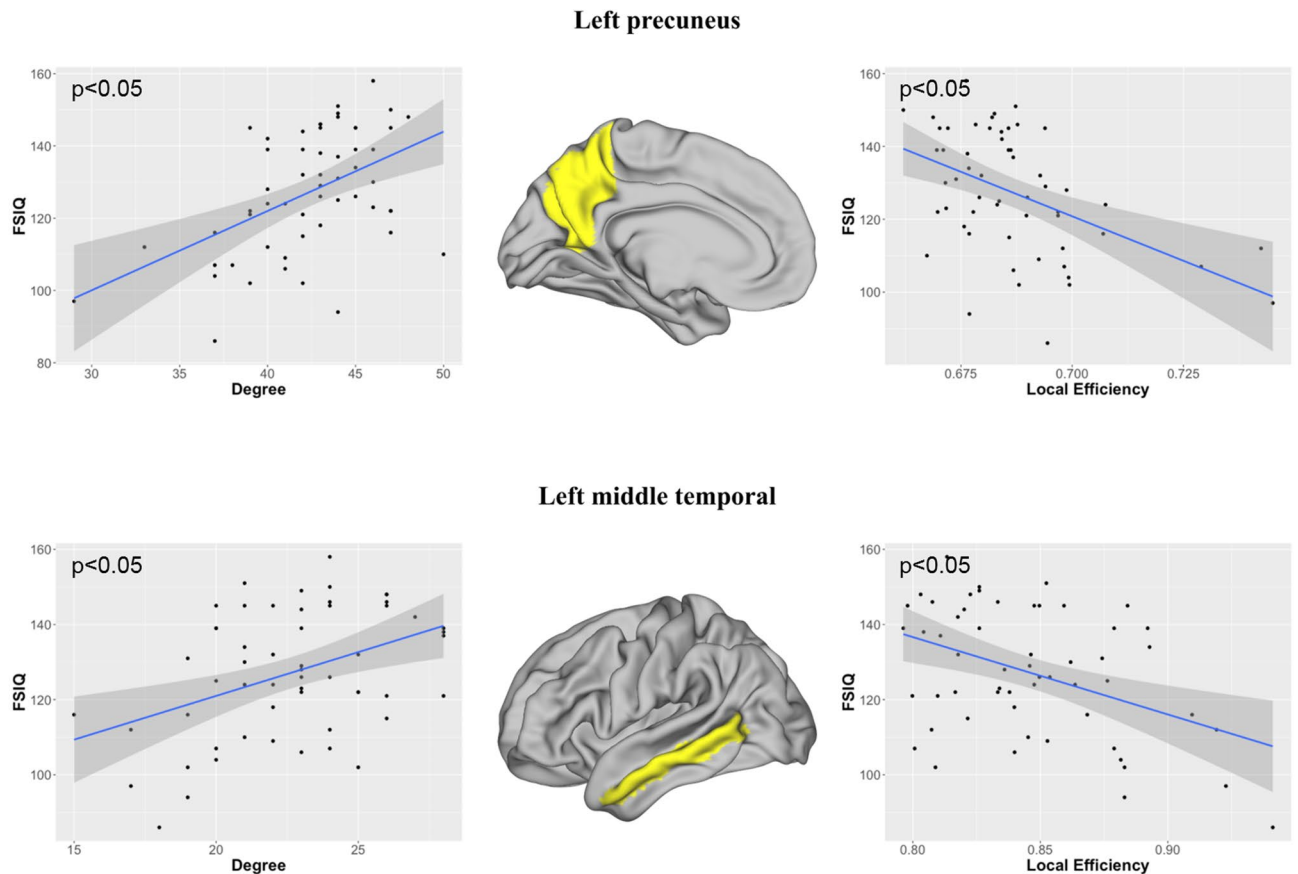 Left precuneus
p<0.05
160
140
120
100
80
FSIQ
30 35 40 45 50
Degree
p<0.05
160
140
120
100
FSIQ
0.675 0.700 0.725
Local Efficiency
Left middle temporal
p<0.05
160
140
120
100
FSIQ
15 20 25
Degree
p<0.05
160
140
120
100
FSIQ
0.80 0.85 0.90
Local Efficiency